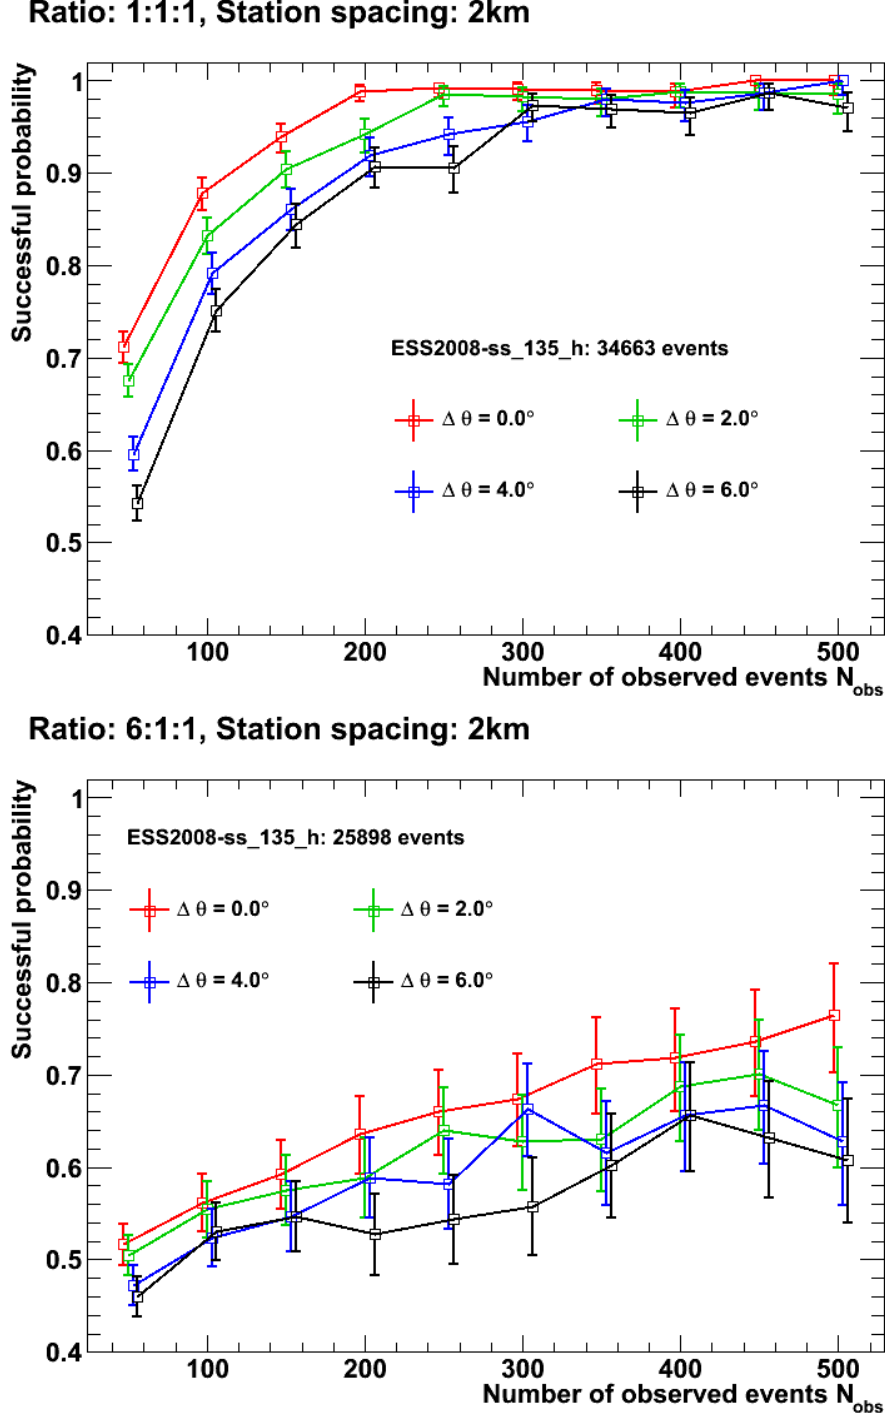 Ratio: 1:1:1, Station spacing: 2km
Successful probability
1
0.9
0.8
0.7
0.6
0.5
0.4
ESS2008-ss_135_h: 34663 events
Δ θ = 0.0°
Δ θ = 2.0°
Δ θ = 4.0°
Δ θ = 6.0°
100 200 300 400 500
Number of observed events Nobs
Ratio: 6:1:1, Station spacing: 2km
Successful probability
1
0.9
0.8
0.7
0.6
0.5
0.4
ESS2008-ss_135_h: 25898 events
Δ θ = 0.0°
Δ θ = 2.0°
Δ θ = 4.0°
Δ θ = 6.0°
100 200 300 400 500
Number of observed events Nobs